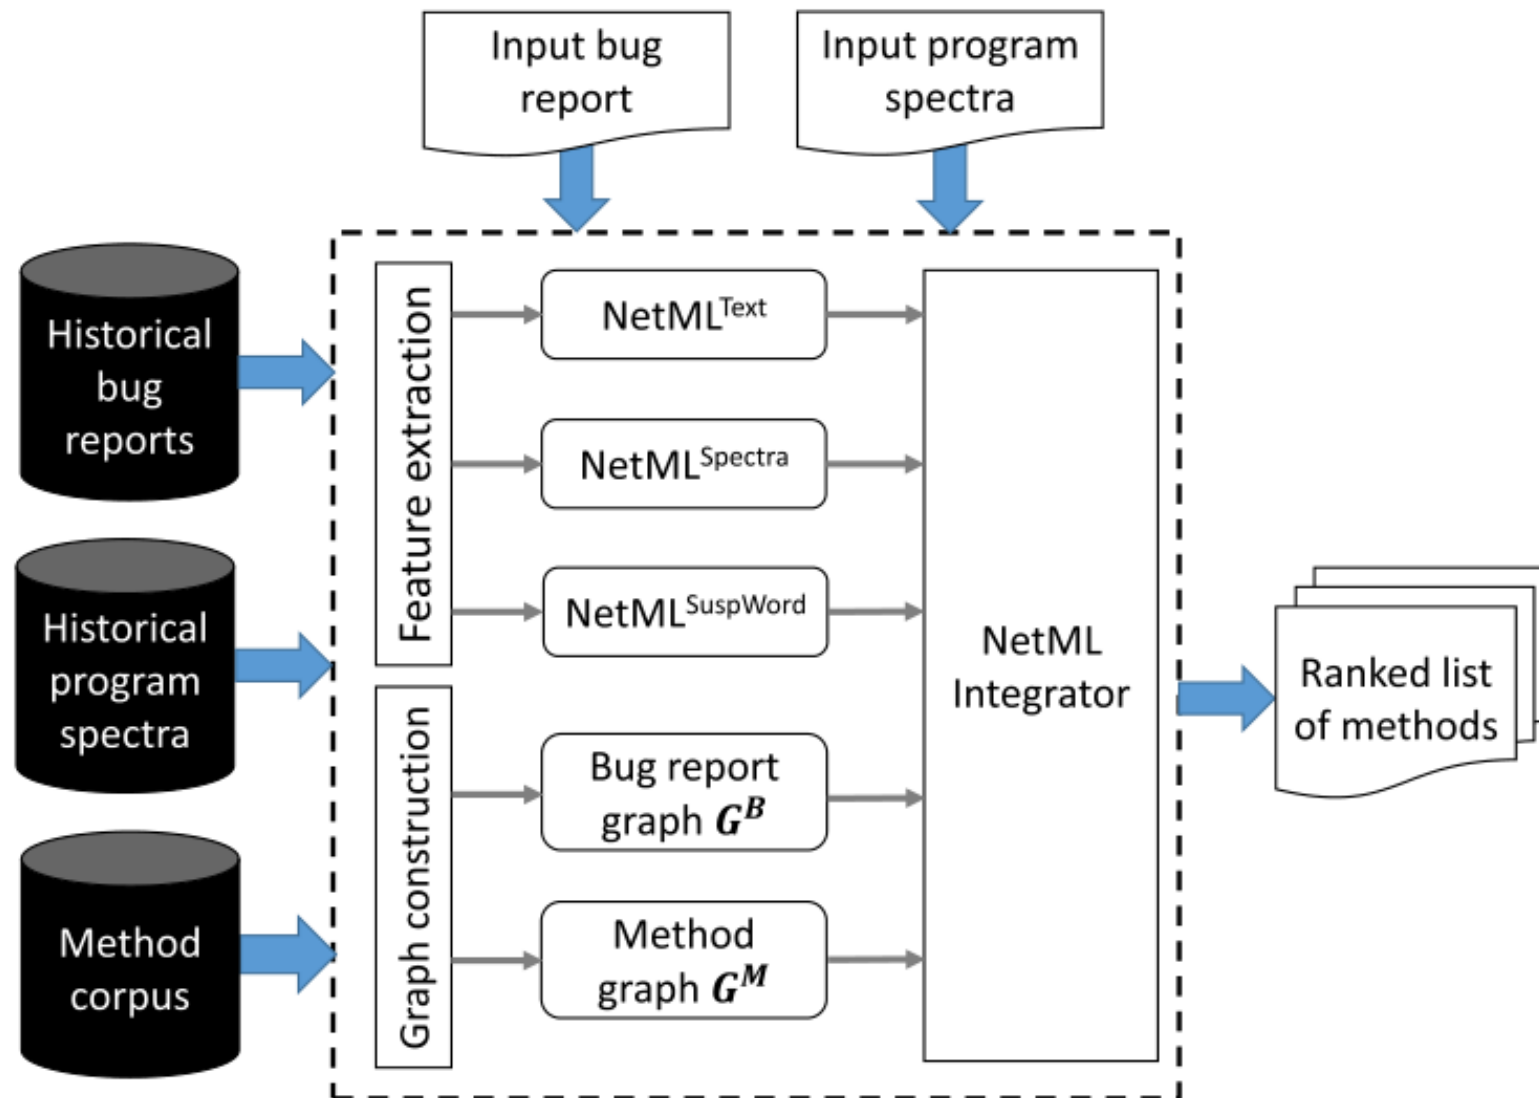 Input bug
report
Input program
spectra
Historical
bug
reports
Historical
program
spectra
Method
corpus
Feature extraction
Graph construction
NetML^Text
NetML^Spectra
NetML^SuspWord
Bug report
graph G^B
Method
graph G^M
NetML
Integrator
Ranked list
of methods